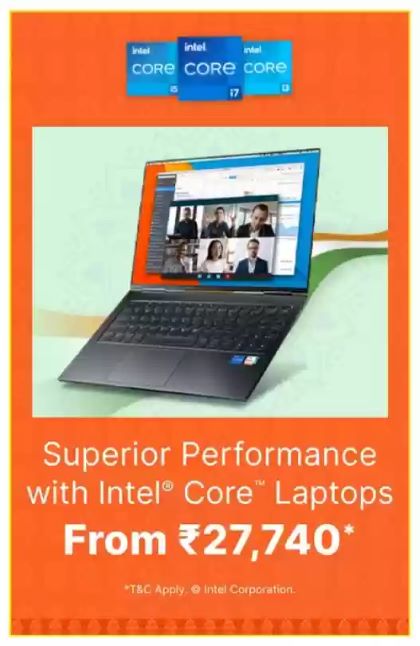 intel
CORE
i5
intel
CORE
i7
intel
CORE
i3
Superior Performance
with Intel® Core™ Laptops
From ₹27,740*
*T&C Apply. © Intel Corporation.